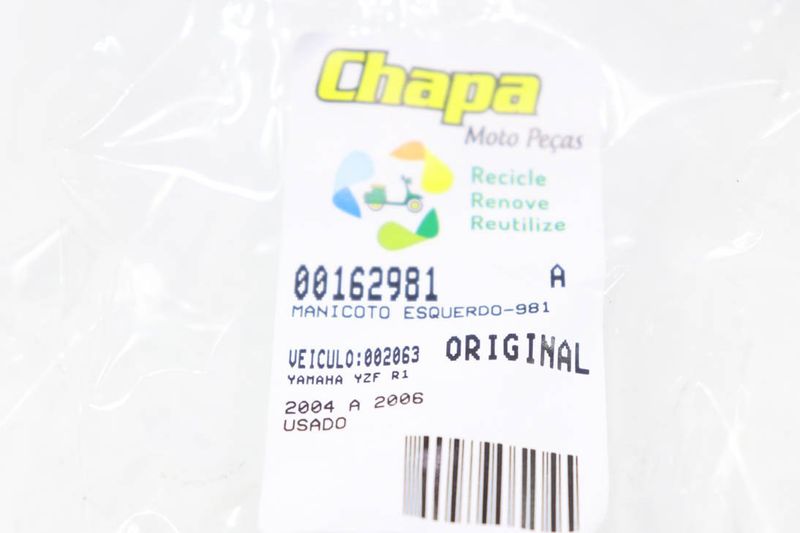 Chapa
Moto Peças
Recicle
Renove
Reutilize
00162981 A
MANICOTO ESQUERDO-981
VEICULO:002063 ORIGINAL
YAMAHA YZF R1
2004 A 2006
USADO